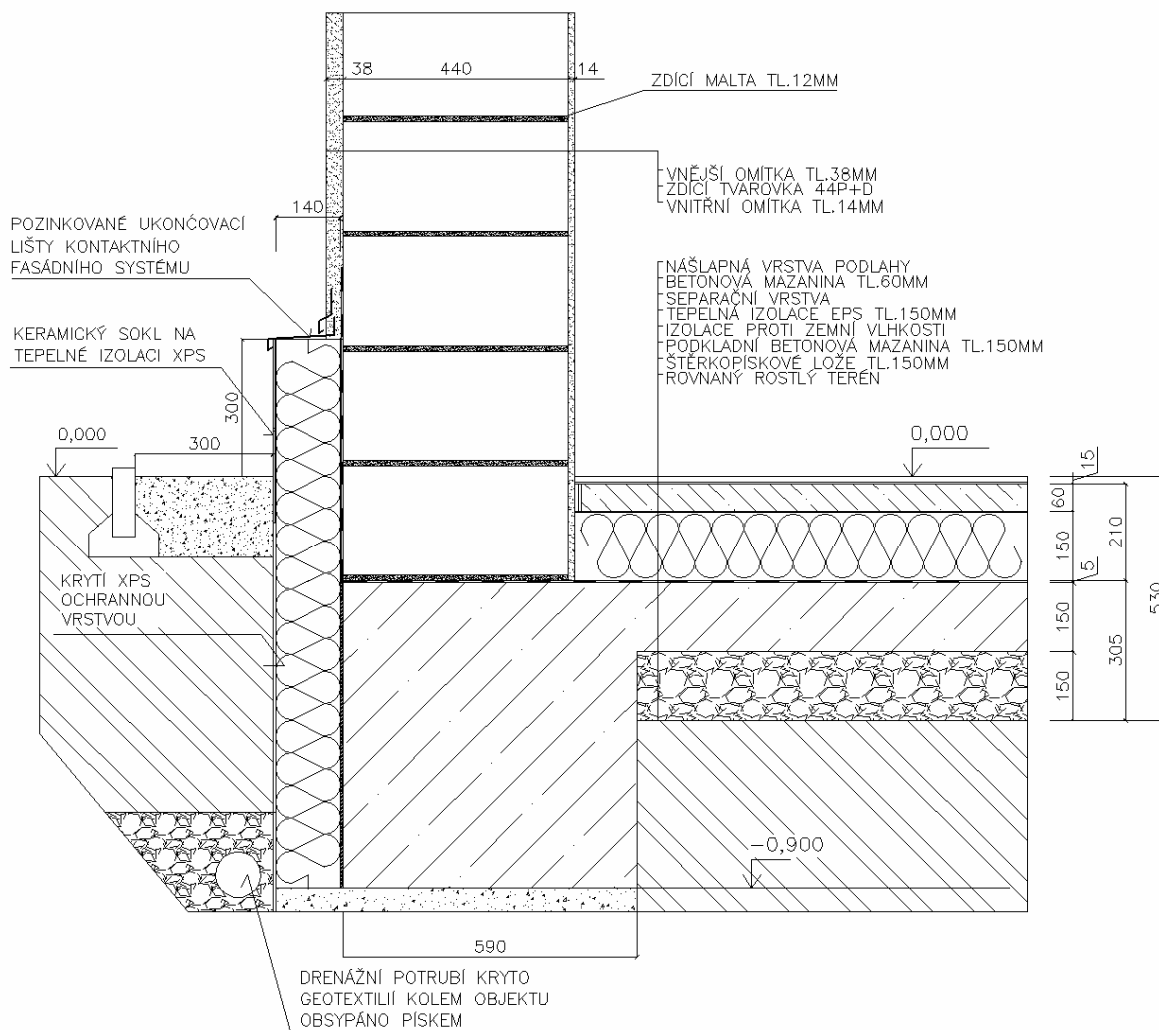 38
440
14
ZDÍCÍ MALTA TL.12MM
VNĚJŠÍ OMÍTKA TL.38MM
ZDÍCÍ TVAROVKA 44P+D
VNITŘNÍ OMÍTKA TL.14MM
140
POZINKOVANÉ UKONČOVACÍ
LIŠTY KONTAKTNÍHO
FASÁDNÍHO SYSTÉMU
NÁŠLAPNÁ VRSTVA PODLAHY
BETONOVÁ MAZANINA TL.60MM
SEPARAČNÍ VRSTVA
TEPELNÁ IZOLACE EPS TL.150MM
IZOLACE PROTI ZEMNÍ VLHKOSTI
PODKLADNÍ BETONOVÁ MAZANINA TL.150MM
ŠTĚRKOPÍSKOVÉ LOŽE TL.150MM
ROVNANÝ ROSTLÝ TERÉN
KERAMICKÝ SOKL NA
TEPELNÉ IZOLACI XPS
300
0,000
300
0,000
15
60
150
210
5
150
305
150
530
KRYTÍ XPS
OCHRANNOU
VRSTVOU
-0,900
590
DRENÁŽNÍ POTRUBÍ KRYTO
GEOTEXTILIÍ KOLEM OBJEKTU
OBSYPÁNO PÍSKEM